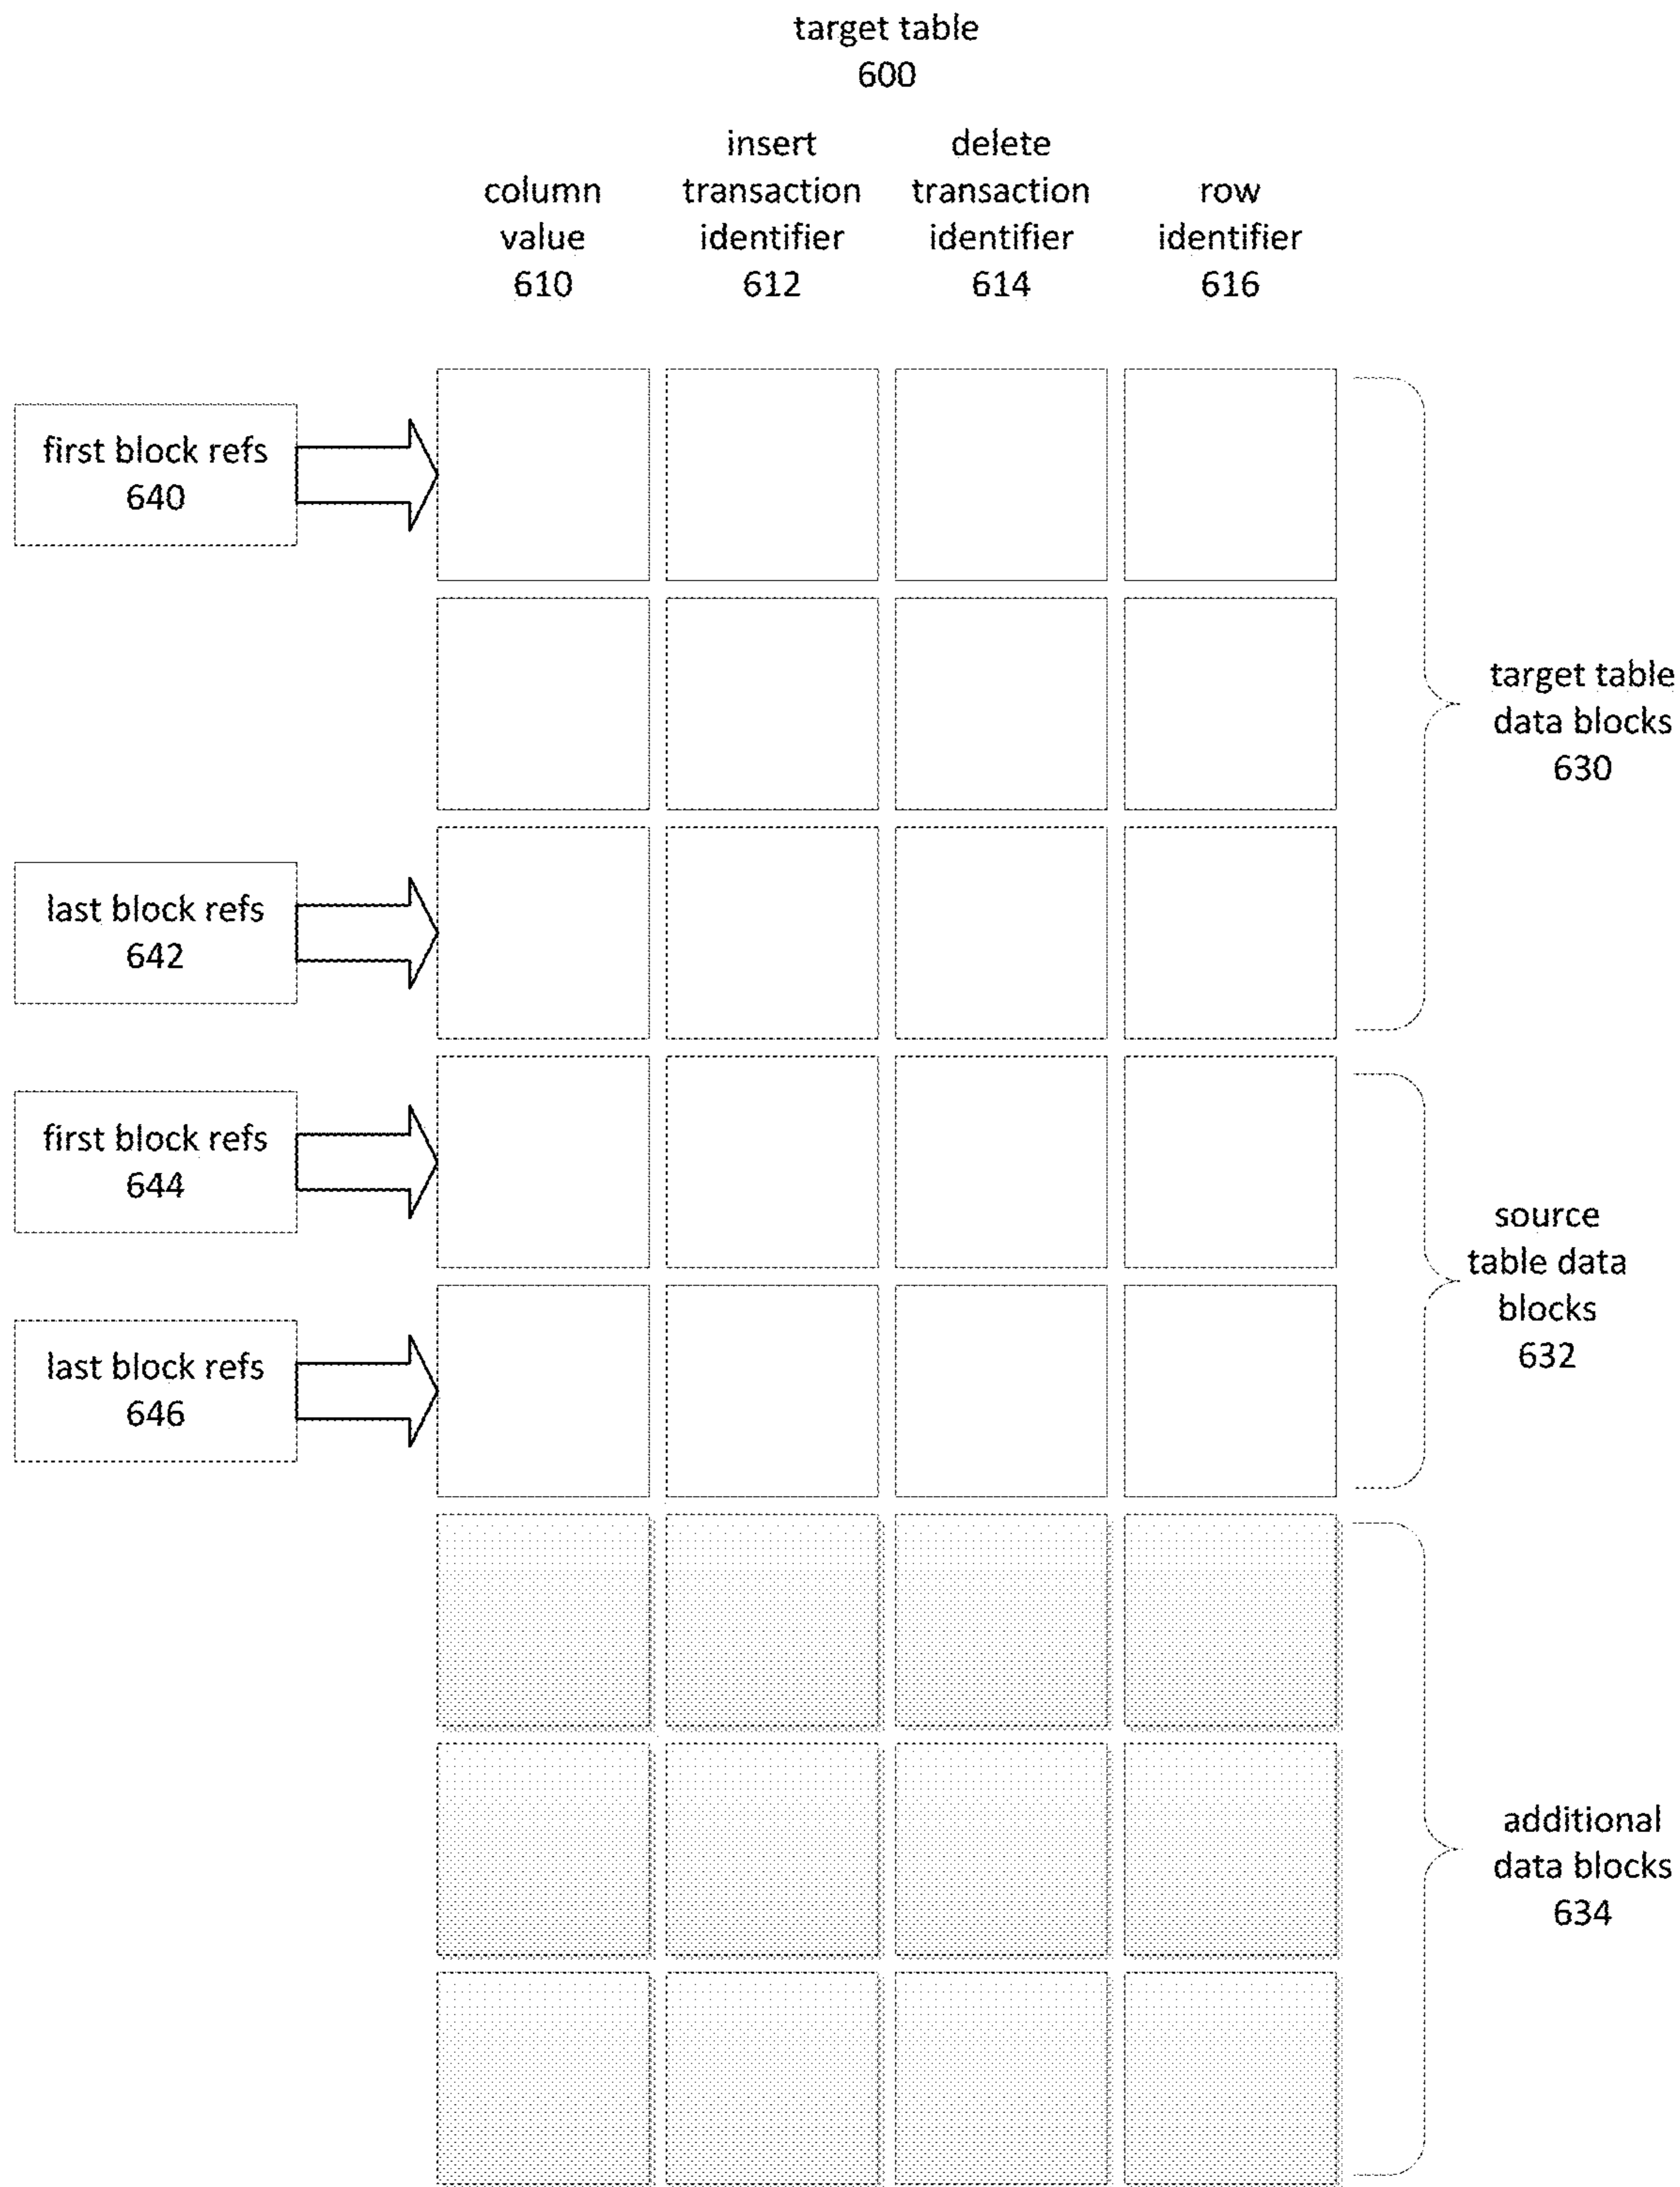 target table
600
column
value
610
insert
transaction
identifier
612
delete
transaction
identifier
614
row
identifier
616
first block refs
640
target table
data blocks
630
last block refs
642
first block refs
644
source
table data
blocks
632
last block refs
646
additional
data blocks
634